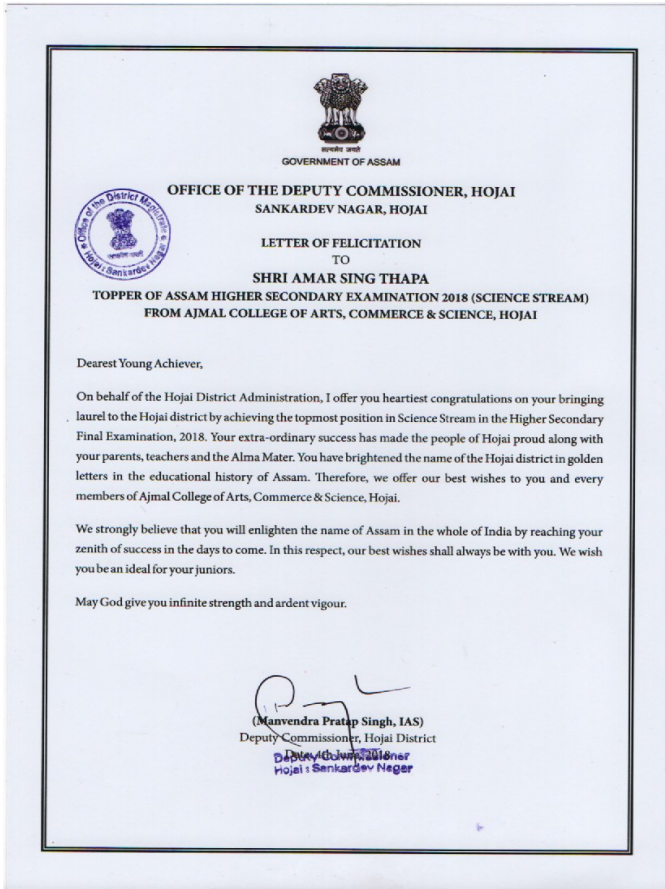 सत्यमेव जयते
GOVERNMENT OF ASSAM
OFFICE OF THE DEPUTY COMMISSIONER, HOJAI
SANKARDEV NAGAR, HOJAI
Office of the District Magistrate
Hojai : Sankardev Nagar
LETTER OF FELICITATION
TO
SHRI AMAR SING THAPA
TOPPER OF ASSAM HIGHER SECONDARY EXAMINATION 2018 (SCIENCE STREAM)
FROM AJMAL COLLEGE OF ARTS, COMMERCE & SCIENCE, HOJAI
Dearest Young Achiever,
On behalf of the Hojai District Administration, I offer you heartiest congratulations on your bringing
laurel to the Hojai district by achieving the topmost position in Science Stream in the Higher Secondary
Final Examination, 2018. Your extra-ordinary success has made the people of Hojai proud along with
your parents, teachers and the Alma Mater. You have brightened the name of the Hojai district in golden
letters in the educational history of Assam. Therefore, we offer our best wishes to you and every
members of Ajmal College of Arts, Commerce & Science, Hojai.
We strongly believe that you will enlighten the name of Assam in the whole of India by reaching your
zenith of success in the days to come. In this respect, our best wishes shall always be with you. We wish
you be an ideal for your juniors.
May God give you infinite strength and ardent vigour.
(Manvendra Pratap Singh, IAS)
Deputy Commissioner, Hojai District
Date: 4th June, 2018
Deputy Commissioner
Hojai : Sankardev Nagar